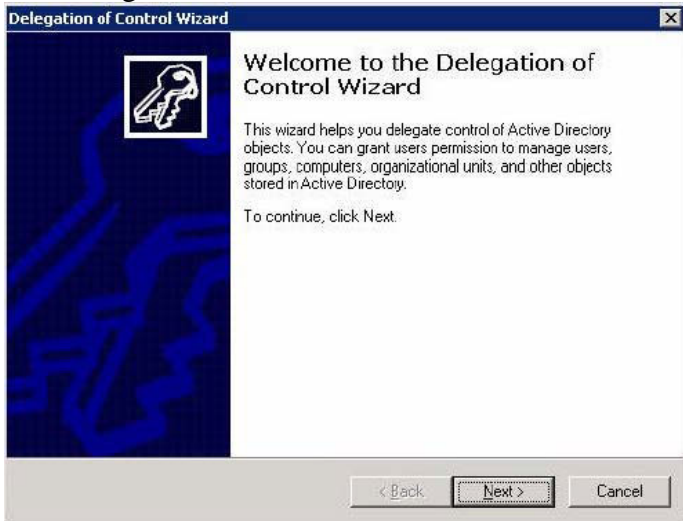 Delegation of Control Wizard
Welcome to the Delegation of
Control Wizard
This wizard helps you delegate control of Active Directory
objects. You can grant users permission to manage users,
groups, computers, organizational units, and other objects
stored in Active Directory.
To continue, click Next.
< Back
Next >
Cancel